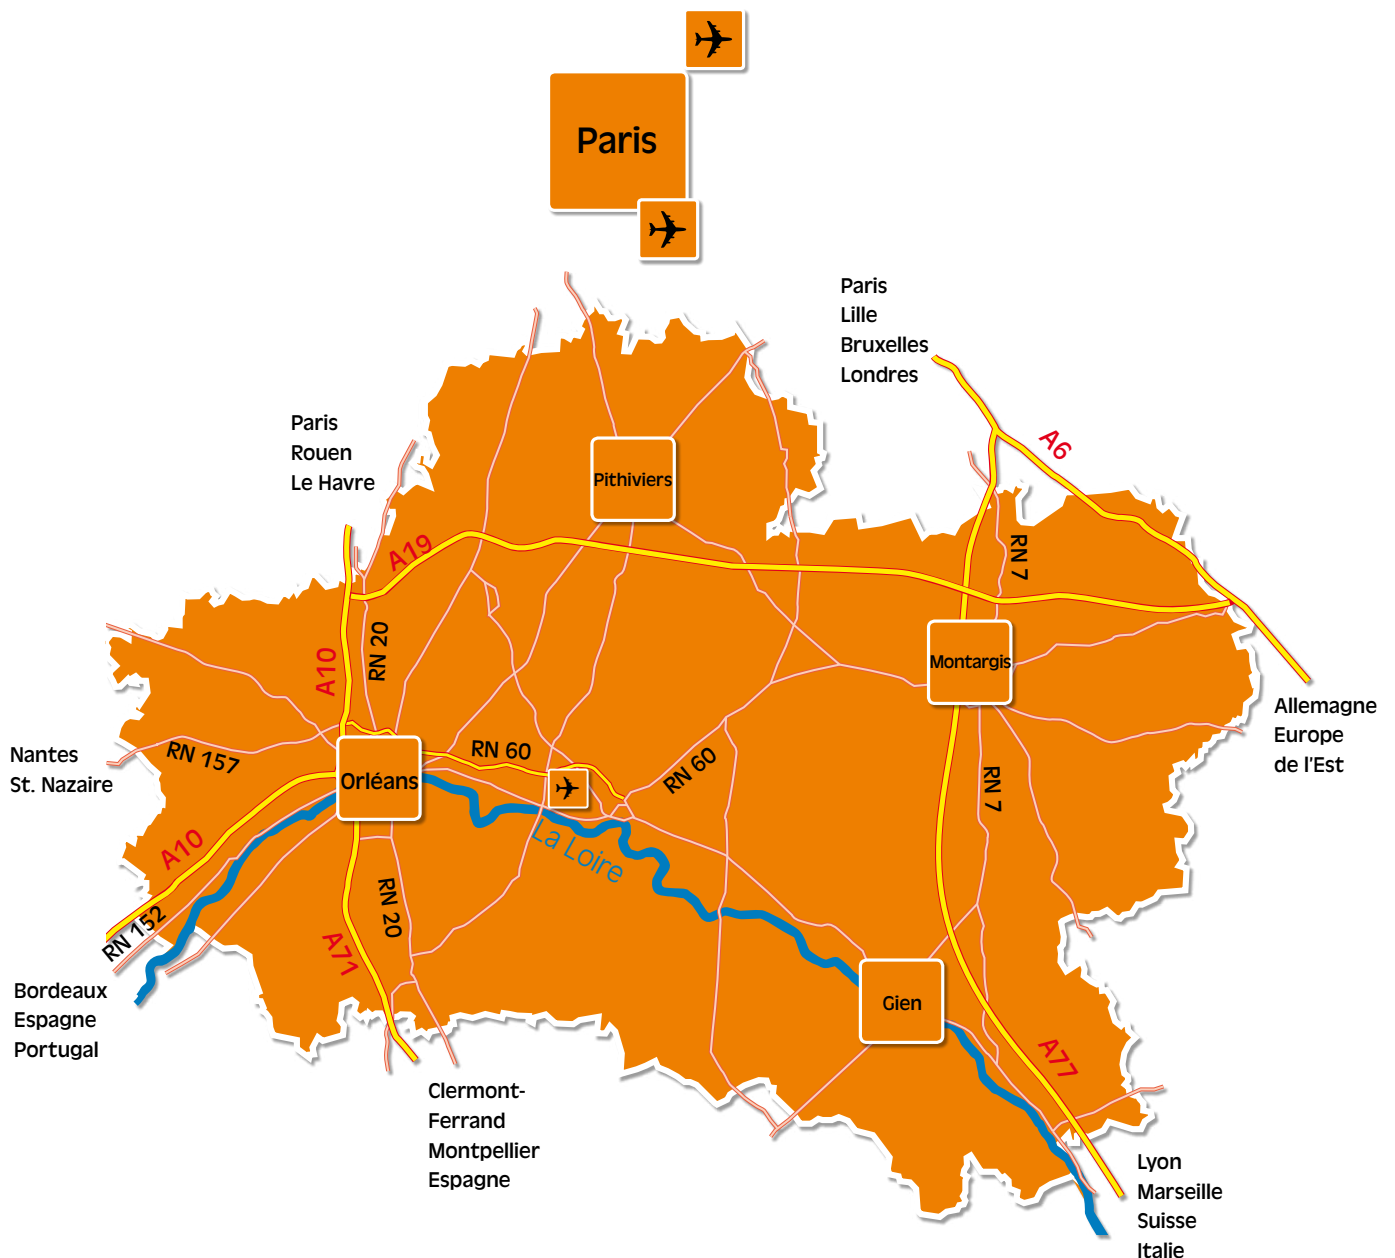 Paris
Paris
Lille
Bruxelles
Londres
Paris
Rouen
Le Havre
A6
Pithiviers
A19
RN 7
RN 20
A10
Montargis
Allemagne
Europe
de l'Est
Nantes
St. Nazaire
RN 157
RN 60
RN 60
Orléans
RN 7
A10
La Loire
RN 20
RN 152
A71
Bordeaux
Espagne
Portugal
Gien
A77
Clermont-
Ferrand
Montpellier
Espagne
Lyon
Marseille
Suisse
Italie